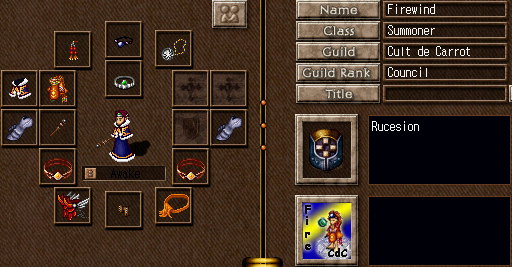 Name Firewind
Class Summoner
Guild Cult de Carrot
Guild Rank Council
Title
Rucesion
Awake
Fire
CdC